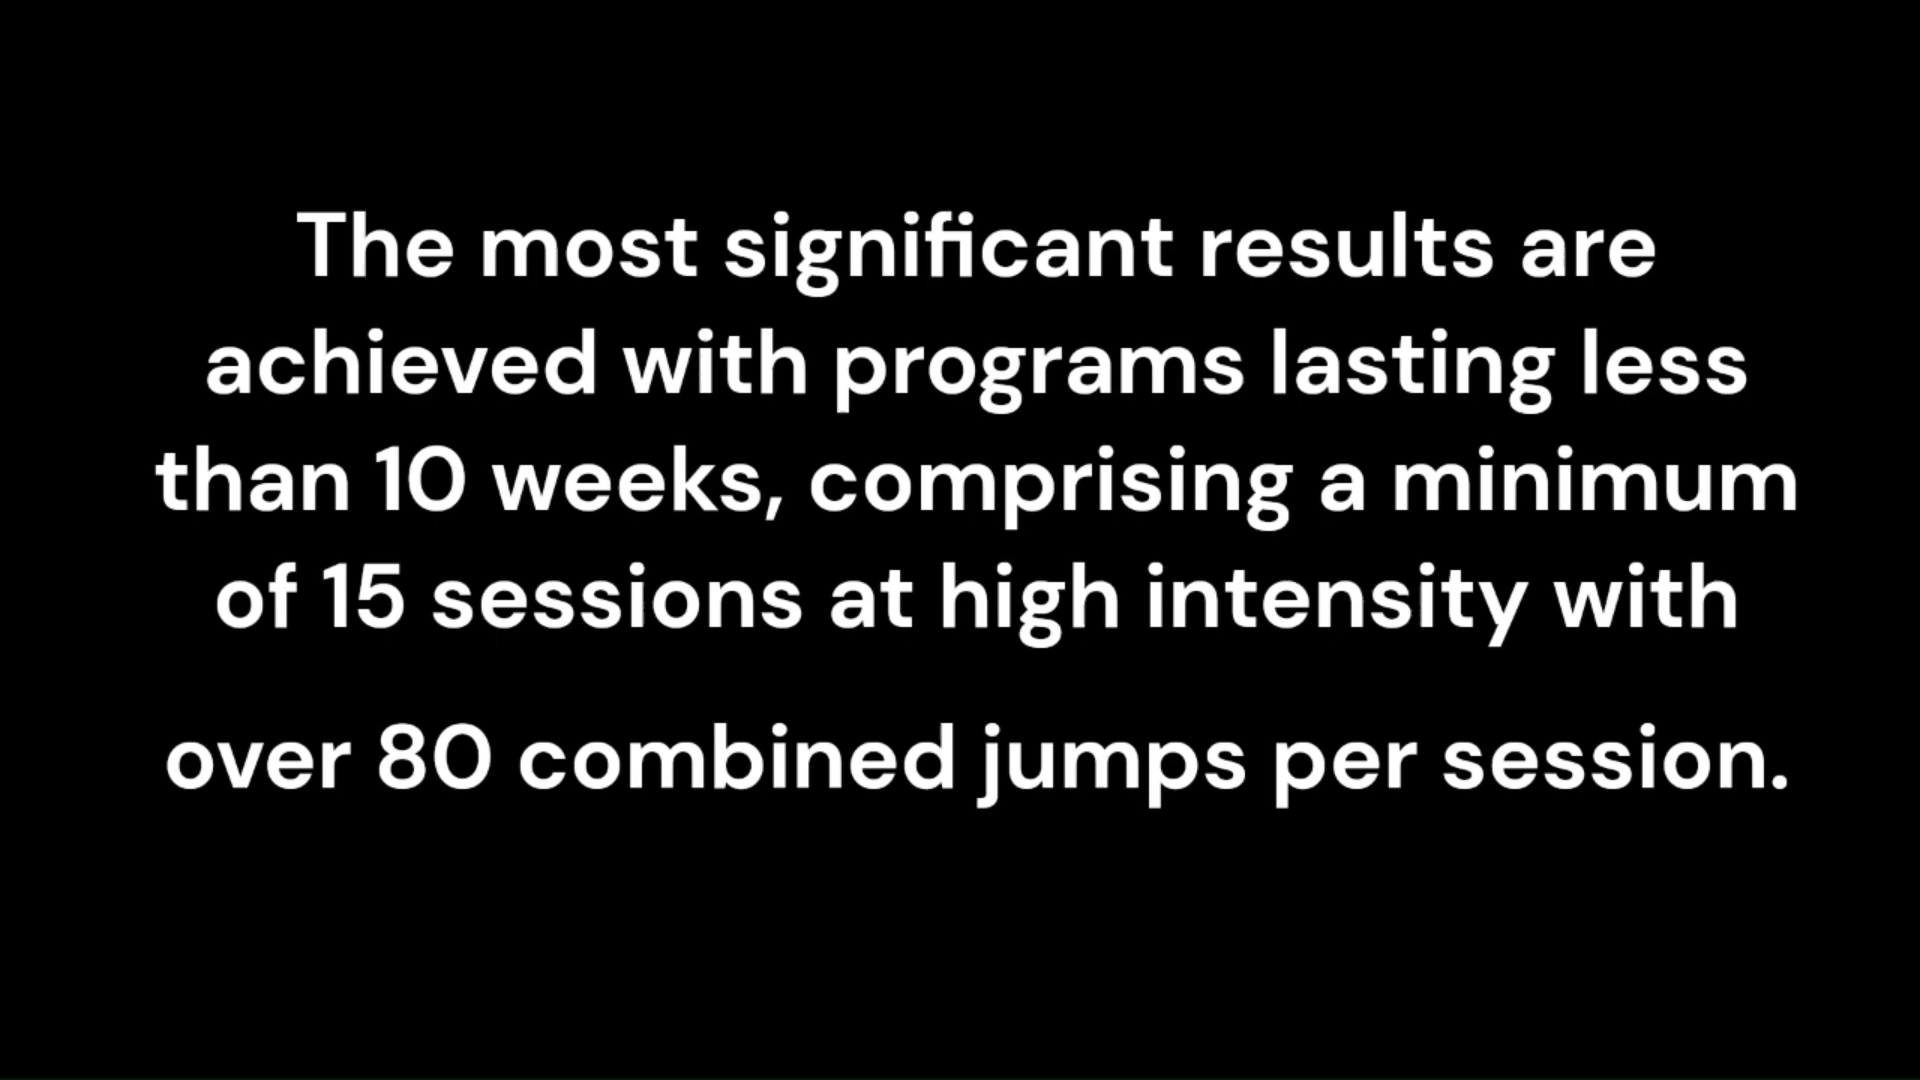 The most significant results are
achieved with programs lasting less
than 10 weeks, comprising a minimum
of 15 sessions at high intensity with
over 80 combined jumps per session.